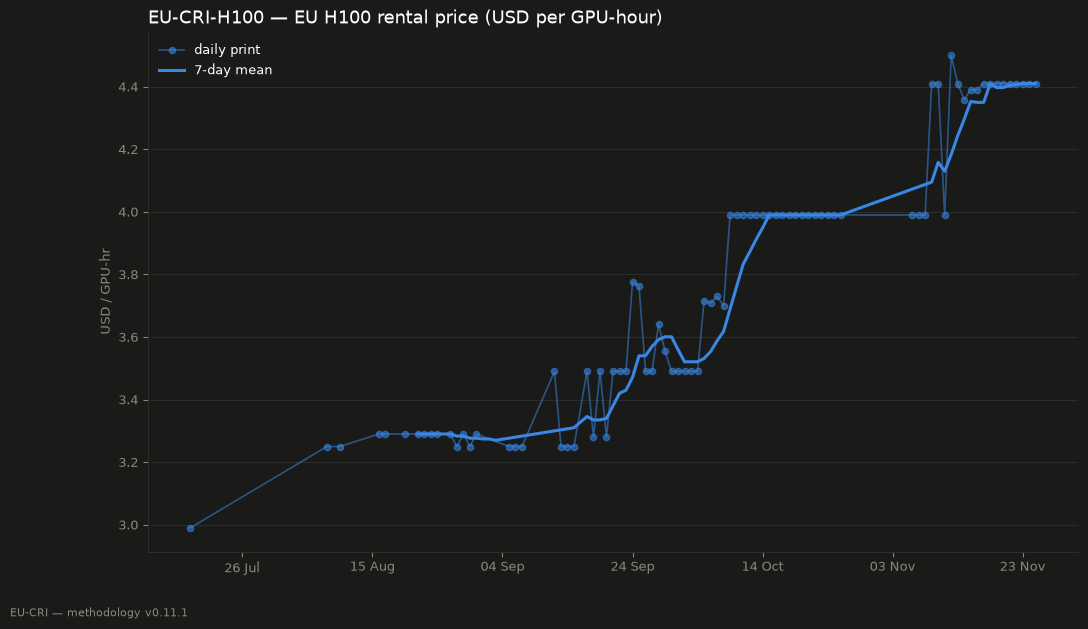 EU-CRI-H100 — EU H100 rental price (USD per GPU-hour)
daily print
7-day mean
4.4
4.2
4.0
3.8
3.6
3.4
3.2
3.0
USD / GPU-hr
26 Jul
15 Aug
04 Sep
24 Sep
14 Oct
03 Nov
23 Nov
EU-CRI — methodology v0.11.1